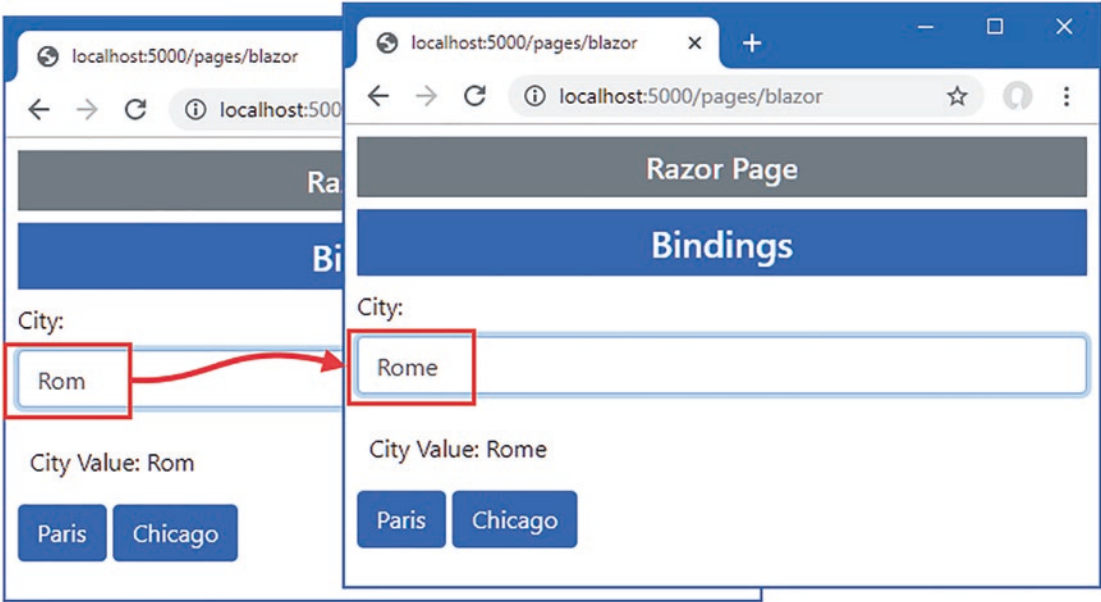 localhost:5000/pages/blazor
localhost:500
Ra
Bi
City:
Rom
City Value: Rom
Paris Chicago
localhost:5000/pages/blazor
localhost:5000/pages/blazor
Razor Page
Bindings
City:
Rome
City Value: Rome
Paris Chicago